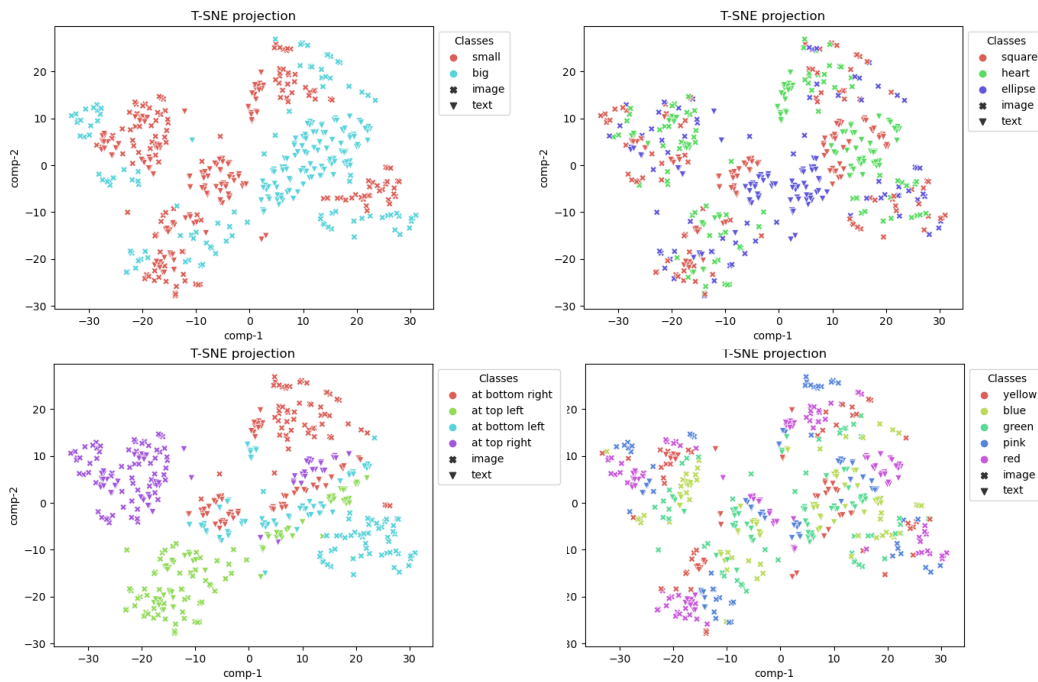 T-SNE projection
comp-2
20
10
0
−10
−20
−30
−30 −20 −10 0 10 20 30
comp-1
Classes
small
big
image
text
T-SNE projection
comp-2
20
10
0
−10
−20
−30
−30 −20 −10 0 10 20 30
comp-1
Classes
square
heart
ellipse
image
text
T-SNE projection
comp-2
20
10
0
−10
−20
−30
−30 −20 −10 0 10 20 30
comp-1
Classes
at bottom right
at top left
at bottom left
at top right
image
text
T-SNE projection
20
10
0
−30 −20 −10 0 10 20 30
comp-1
Classes
yellow
blue
green
pink
red
image
text